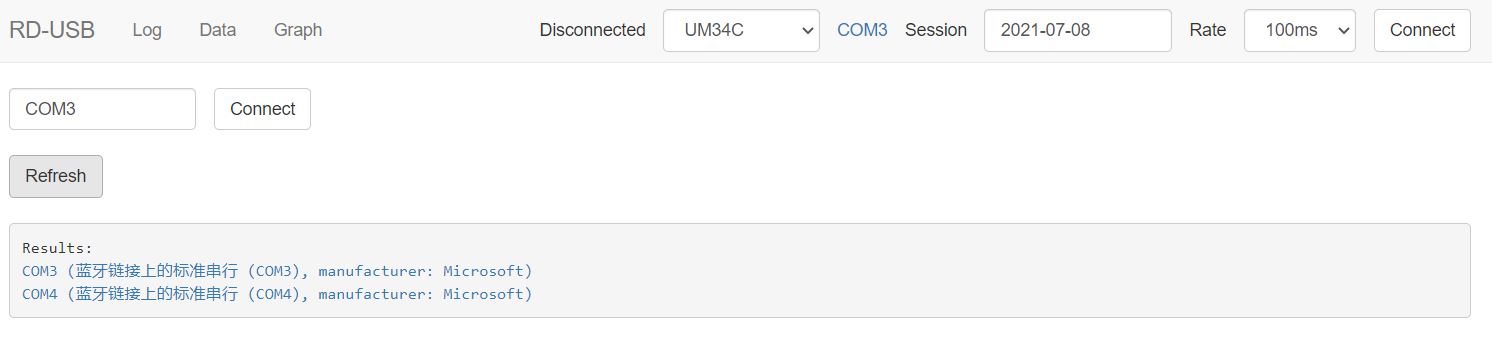 RD-USB Log Data Graph Disconnected UM34C COM3 Session 2021-07-08 Rate 100ms Connect
COM3 Connect
Refresh
Results:
COM3 (蓝牙链接上的标准串行 (COM3), manufacturer: Microsoft)
COM4 (蓝牙链接上的标准串行 (COM4), manufacturer: Microsoft)